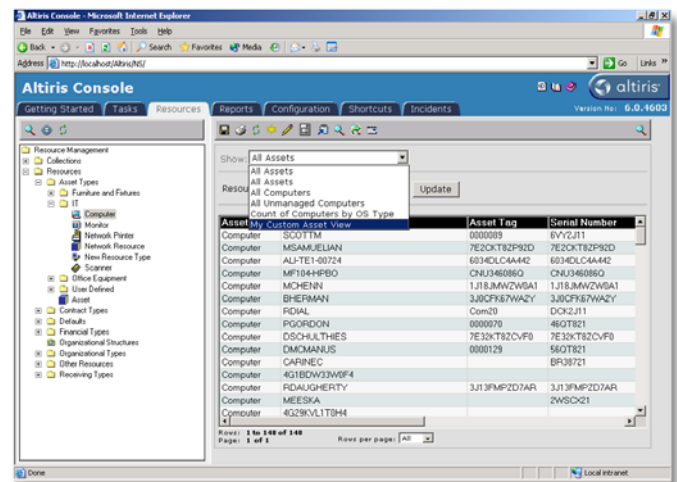 Altiris Console - Microsoft Internet Explorer
File Edit View Favorites Tools Help
Back Search Favorites Media
Address http://localhost/Altiris/NS/ Go Links »
Altiris Console
altiris
Getting Started Tasks Resources Reports Configuration Shortcuts Incidents
Version No: 6.0.4603
Resource Management
Collections
Resources
Asset Types
Furniture and Fixtures
IT
Computer
Monitor
Network Printer
Network Resource
New Resource Type
Scanner
Office Equipment
User Defined
Asset
Contract Types
Defaults
Financial Types
Organizational Structures
Organizational Types
Other Resources
Receiving Types
Show: All Assets
All Assets
All Assets
All Computers
All Unmanaged Computers
Count of Computers by OS Type
My Custom Asset View
Resou Update
Asset Asset Tag Serial Number
Computer SCOTTM 0000089 6VY2J11
Computer MSAMUELIAN 7E2CKT8ZP92D 7E2CKT8ZP92D
Computer ALI-TE1-00724 6034DLC4A442 6034DLC4A442
Computer MF104-HPBO CNU346086Q CNU346086Q
Computer MCHENN 1J18JMWZW0A1 1J18JMWZW0A1
Computer BHERMAN 3J0CFK67WA2Y 3J0CFK67WA2Y
Computer RDIAL Com20 DCK2J11
Computer PGORDON 0000070 46QT821
Computer DSCHULTHIES 7E32KT8ZCVF0 7E32KT8ZCVF0
Computer DMCMANUS 0000129 56QT821
Computer CARINEC BR38721
Computer 4G1BDW33W0F4
Computer RDAUGHERTY 3J13FMPZD7AR 3J13FMPZD7AR
Computer MEESKA 2WSCX21
Computer 4G29KVL1T0H4
Rows: 1 to 148 of 148
Page: 1 of 1 Rows per page: All
Done Local intranet